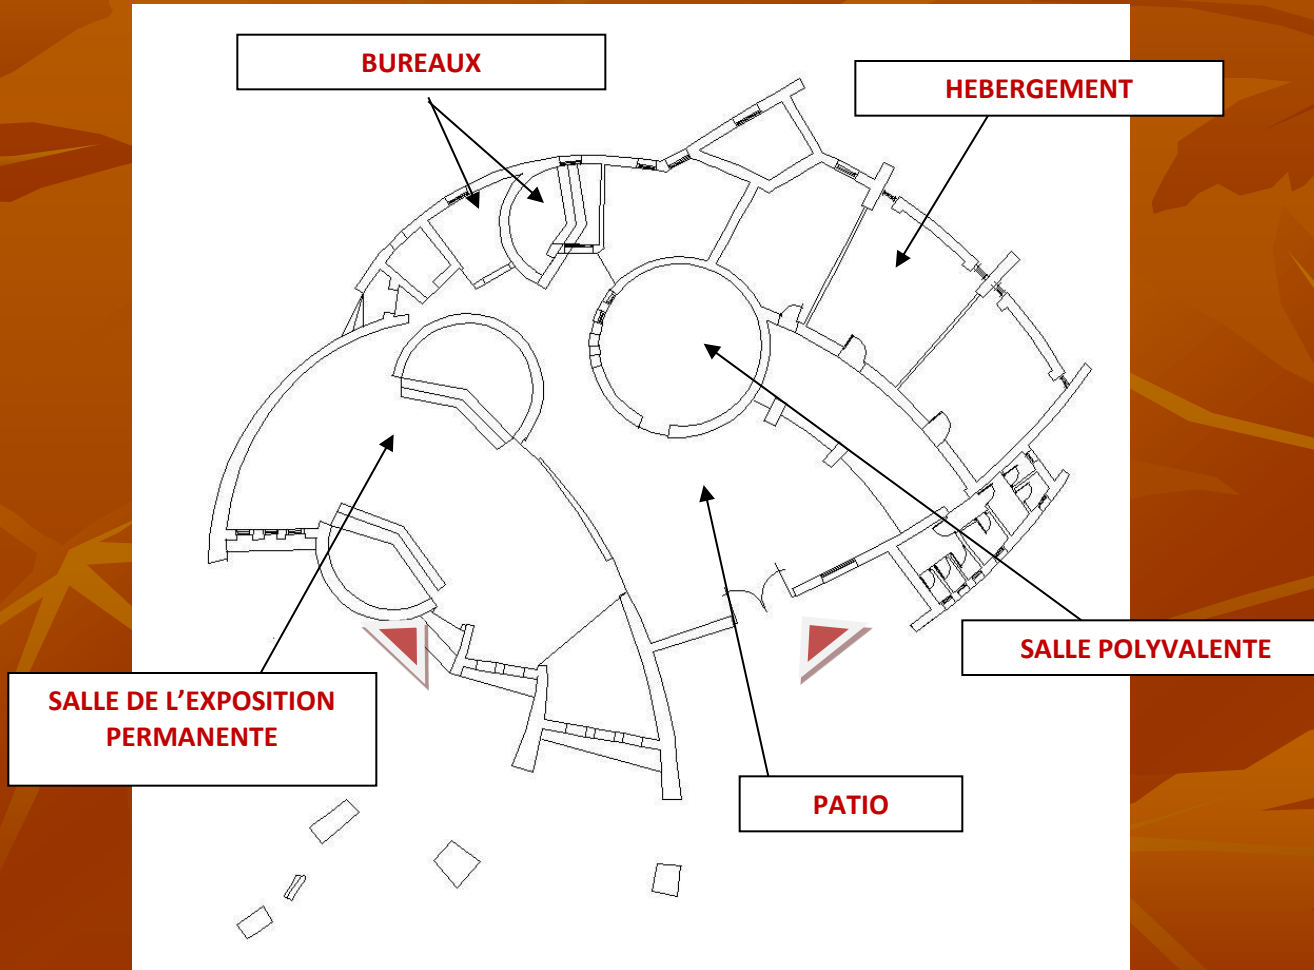 BUREAUX
HEBERGEMENT
SALLE POLYVALENTE
SALLE DE L’EXPOSITION
PERMANENTE
PATIO